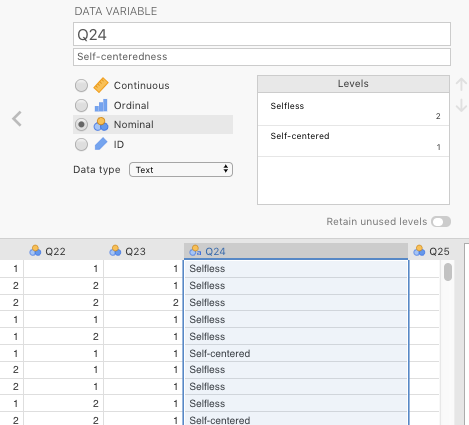 DATA VARIABLE
Q24
Self-centeredness
Continuous
Ordinal
Nominal
ID
Data type Text
Levels
Selfless
2
Self-centered
1
Retain unused levels
Q22 Q23 a Q24 Q25
1 1 1 Selfless
2 2 1 Selfless
2 2 2 Selfless
1 1 1 Selfless
1 2 1 Selfless
1 1 1 Self-centered
2 1 1 Selfless
2 1 1 Selfless
1 2 1 Selfless
2 2 1 Self-centered